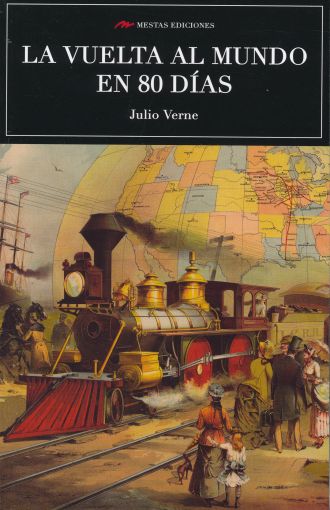 MESTAS EDICIONES
LA VUELTA AL MUNDO
EN 80 DÍAS
Julio Verne